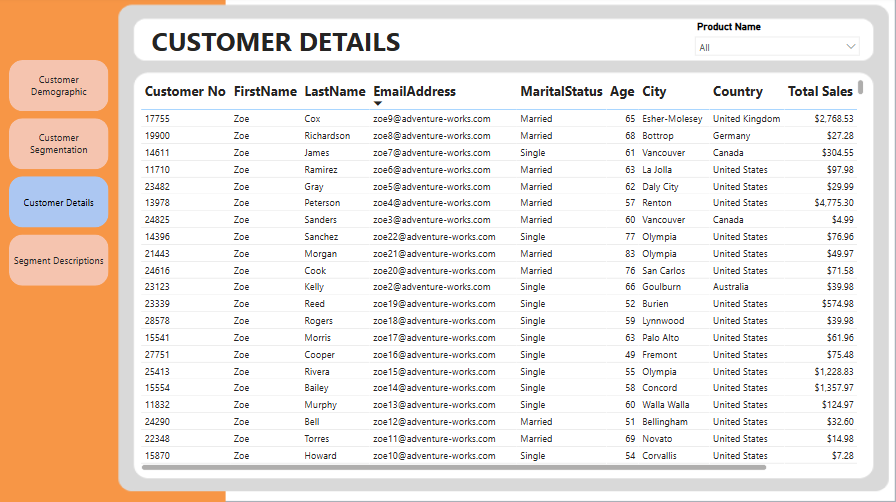 CUSTOMER DETAILS
Product Name
All
Customer Demographic
Customer Segmentation
Customer Details
Segment Descriptions
Customer No FirstName LastName EmailAddress MaritalStatus Age City Country Total Sales
17755 Zoe Cox zoe9@adventure-works.com Married 65 Esher-Molesey United Kingdom $2,768.53
19900 Zoe Richardson zoe8@adventure-works.com Married 68 Bottrop Germany $27.28
14611 Zoe James zoe7@adventure-works.com Single 61 Vancouver Canada $304.55
11710 Zoe Ramirez zoe6@adventure-works.com Married 63 La Jolla United States $97.98
23482 Zoe Gray zoe5@adventure-works.com Married 62 Daly City United States $29.99
13978 Zoe Peterson zoe4@adventure-works.com Married 57 Renton United States $4,775.30
24825 Zoe Sanders zoe3@adventure-works.com Married 60 Vancouver Canada $4.99
14396 Zoe Sanchez zoe22@adventure-works.com Single 77 Olympia United States $76.96
21443 Zoe Morgan zoe21@adventure-works.com Married 83 Olympia United States $49.97
24616 Zoe Cook zoe20@adventure-works.com Married 76 San Carlos United States $71.58
23123 Zoe Kelly zoe2@adventure-works.com Single 66 Goulburn Australia $39.98
23339 Zoe Reed zoe19@adventure-works.com Single 52 Burien United States $574.98
28578 Zoe Rogers zoe18@adventure-works.com Single 59 Lynnwood United States $39.98
15541 Zoe Morris zoe17@adventure-works.com Single 63 Palo Alto United States $61.96
27751 Zoe Cooper zoe16@adventure-works.com Single 49 Fremont United States $75.48
25413 Zoe Rivera zoe15@adventure-works.com Single 55 Olympia United States $1,228.83
15554 Zoe Bailey zoe14@adventure-works.com Single 58 Concord United States $1,357.97
11832 Zoe Murphy zoe13@adventure-works.com Single 60 Walla Walla United States $124.97
24290 Zoe Bell zoe12@adventure-works.com Married 51 Bellingham United States $32.60
22348 Zoe Torres zoe11@adventure-works.com Married 69 Novato United States $14.98
15870 Zoe Howard zoe10@adventure-works.com Single 54 Corvallis United States $7.28